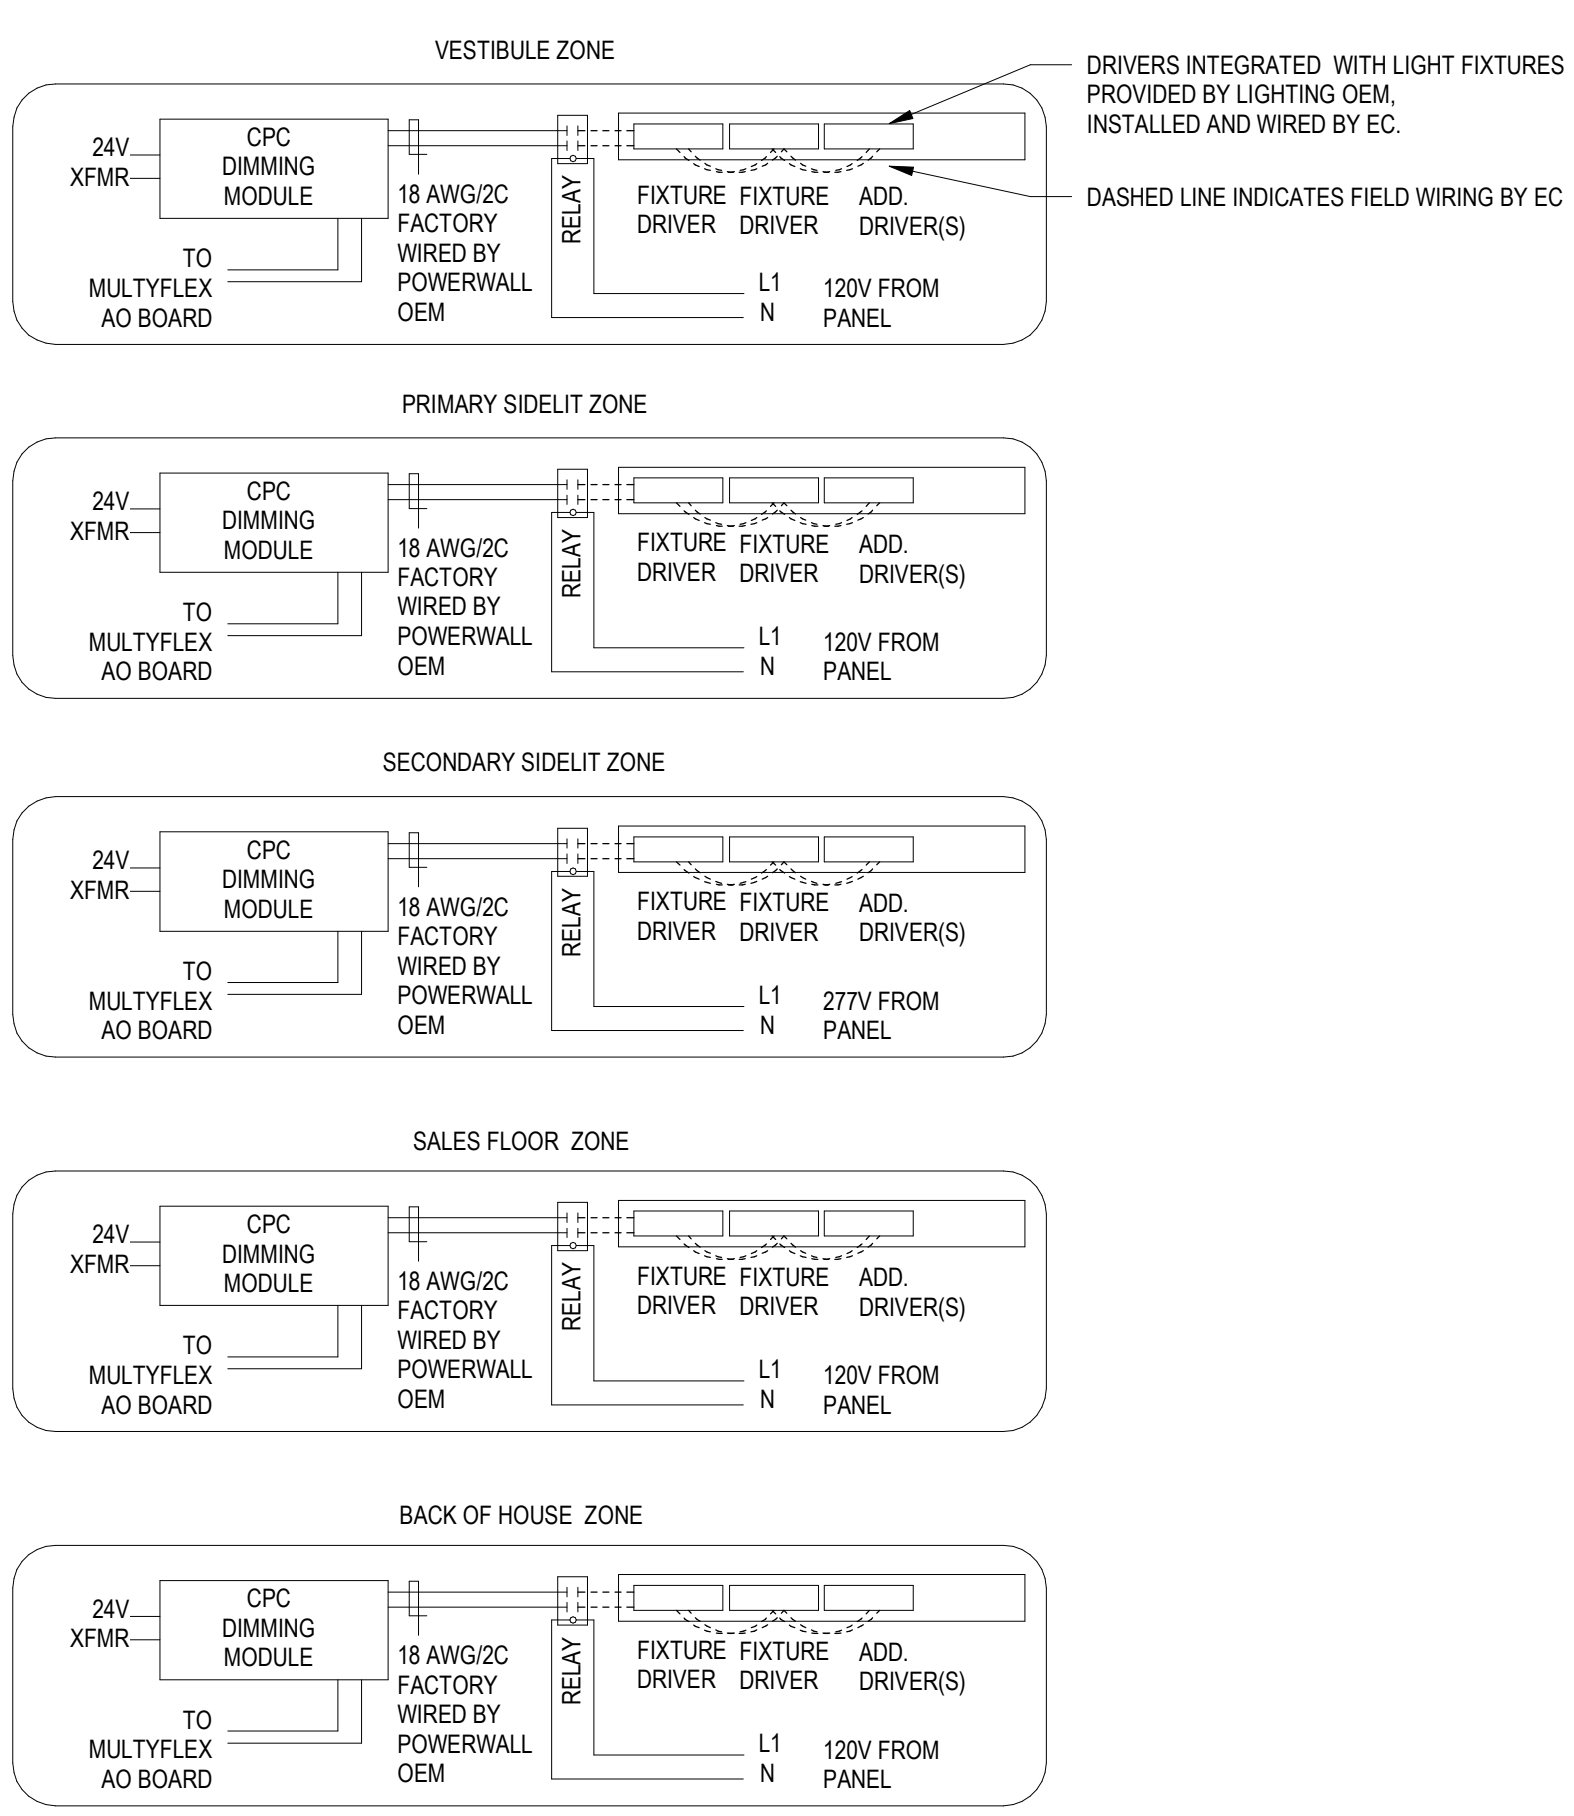 VESTIBULE ZONE
DRIVERS INTEGRATED WITH LIGHT FIXTURES
PROVIDED BY LIGHTING OEM,
INSTALLED AND WIRED BY EC.
DASHED LINE INDICATES FIELD WIRING BY EC
24V
XFMR
CPC
DIMMING
MODULE
TO
MULTYFLEX
AO BOARD
18 AWG/2C
FACTORY
WIRED BY
POWERWALL
OEM
RELAY
FIXTURE
DRIVER
FIXTURE
DRIVER
ADD.
DRIVER(S)
L1
N
120V FROM
PANEL
PRIMARY SIDELIT ZONE
24V
XFMR
CPC
DIMMING
MODULE
TO
MULTYFLEX
AO BOARD
18 AWG/2C
FACTORY
WIRED BY
POWERWALL
OEM
RELAY
FIXTURE
DRIVER
FIXTURE
DRIVER
ADD.
DRIVER(S)
L1
N
120V FROM
PANEL
SECONDARY SIDELIT ZONE
24V
XFMR
CPC
DIMMING
MODULE
TO
MULTYFLEX
AO BOARD
18 AWG/2C
FACTORY
WIRED BY
POWERWALL
OEM
RELAY
FIXTURE
DRIVER
FIXTURE
DRIVER
ADD.
DRIVER(S)
L1
N
277V FROM
PANEL
SALES FLOOR ZONE
24V
XFMR
CPC
DIMMING
MODULE
TO
MULTYFLEX
AO BOARD
18 AWG/2C
FACTORY
WIRED BY
POWERWALL
OEM
RELAY
FIXTURE
DRIVER
FIXTURE
DRIVER
ADD.
DRIVER(S)
L1
N
120V FROM
PANEL
BACK OF HOUSE ZONE
24V
XFMR
CPC
DIMMING
MODULE
TO
MULTYFLEX
AO BOARD
18 AWG/2C
FACTORY
WIRED BY
POWERWALL
OEM
RELAY
FIXTURE
DRIVER
FIXTURE
DRIVER
ADD.
DRIVER(S)
L1
N
120V FROM
PANEL